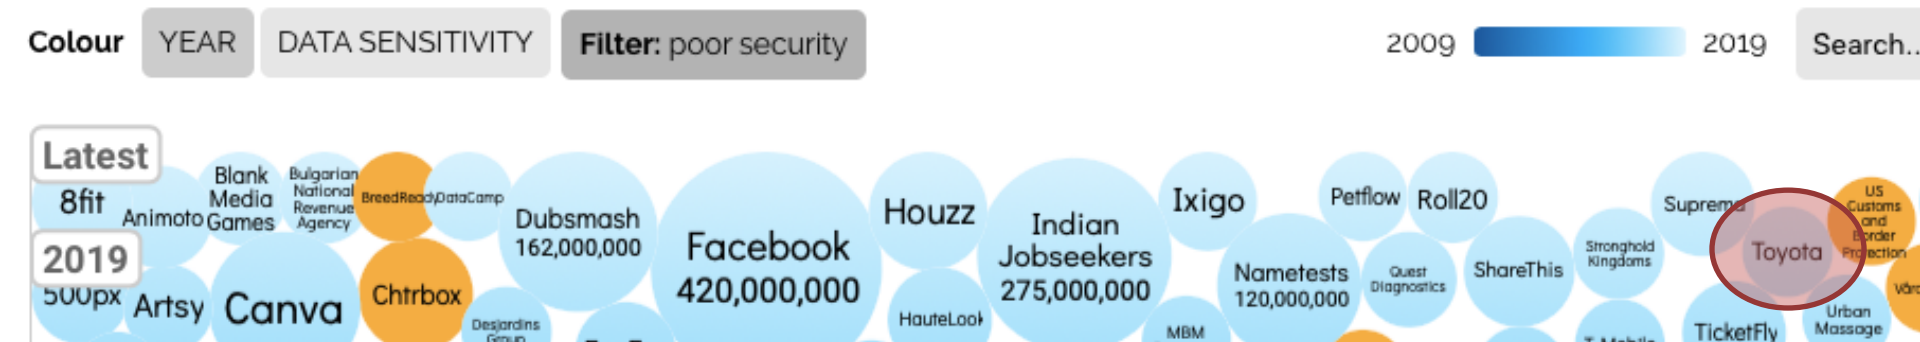 Colour YEAR DATA SENSITIVITY Filter: poor security 2009 2019 Search..
Latest
2019
8fit
Animoto
Blank
Media
Games
Bulgarian
National
Revenue
Agency
BreedReady
DataCamp
Dubsmash
162,000,000
Facebook
420,000,000
Houzz
Indian
Jobseekers
275,000,000
Ixigo
Petflow
Roll20
Suprema
Toyota
US
Customs
and
Border
Protection
500px
Artsy
Canva
Chtrbox
Desjardins
Group
HauteLook
MBM
Nametests
120,000,000
Quest
Diagnostics
ShareThis
Stronghold
Kingdoms
T-Mobile
TicketFly
Urban
Massage